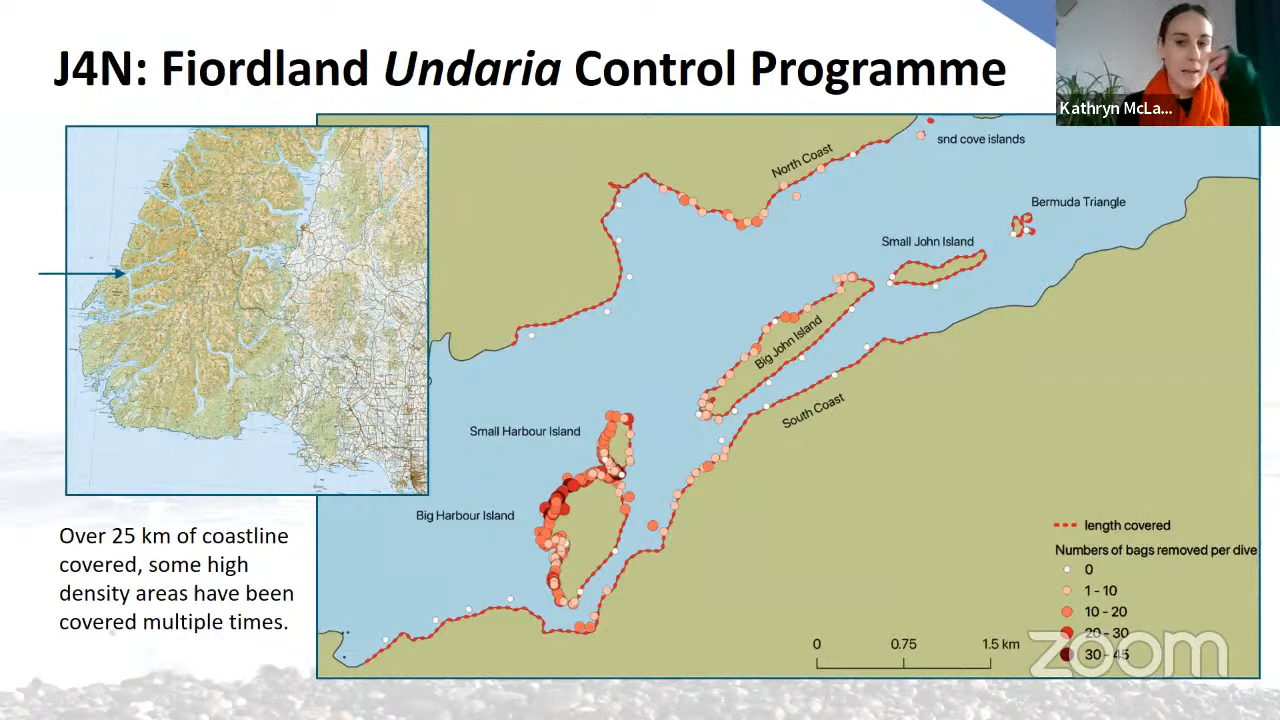 J4N: Fiordland Undaria Control Programme
Kathryn McLa...
snd cove islands
North Coast
Bermuda Triangle
Small John Island
Big John Island
South Coast
Small Harbour Island
Big Harbour Island
Over 25 km of coastline
covered, some high
density areas have been
covered multiple times.
length covered
Numbers of bags removed per dive
0
1 - 10
10 - 20
20 - 30
30 - 45
0 0.75 1.5 km
zoom